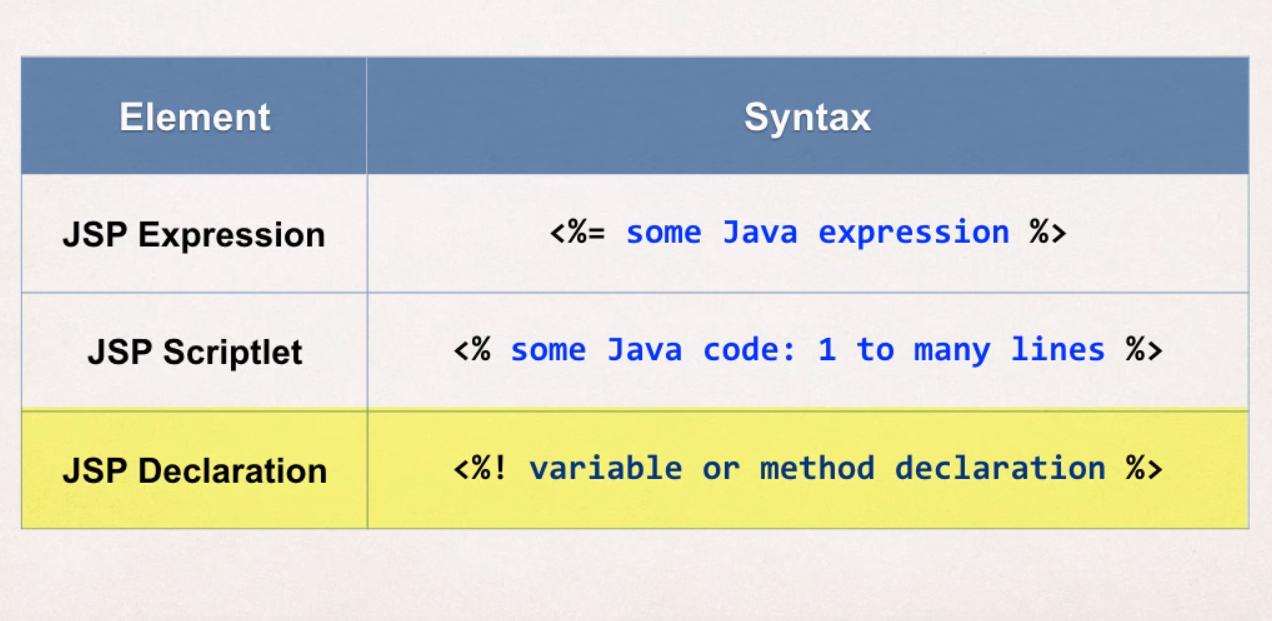 Element Syntax
JSP Expression <%= some Java expression %>
JSP Scriptlet <% some Java code: 1 to many lines %>
JSP Declaration <%! variable or method declaration %>